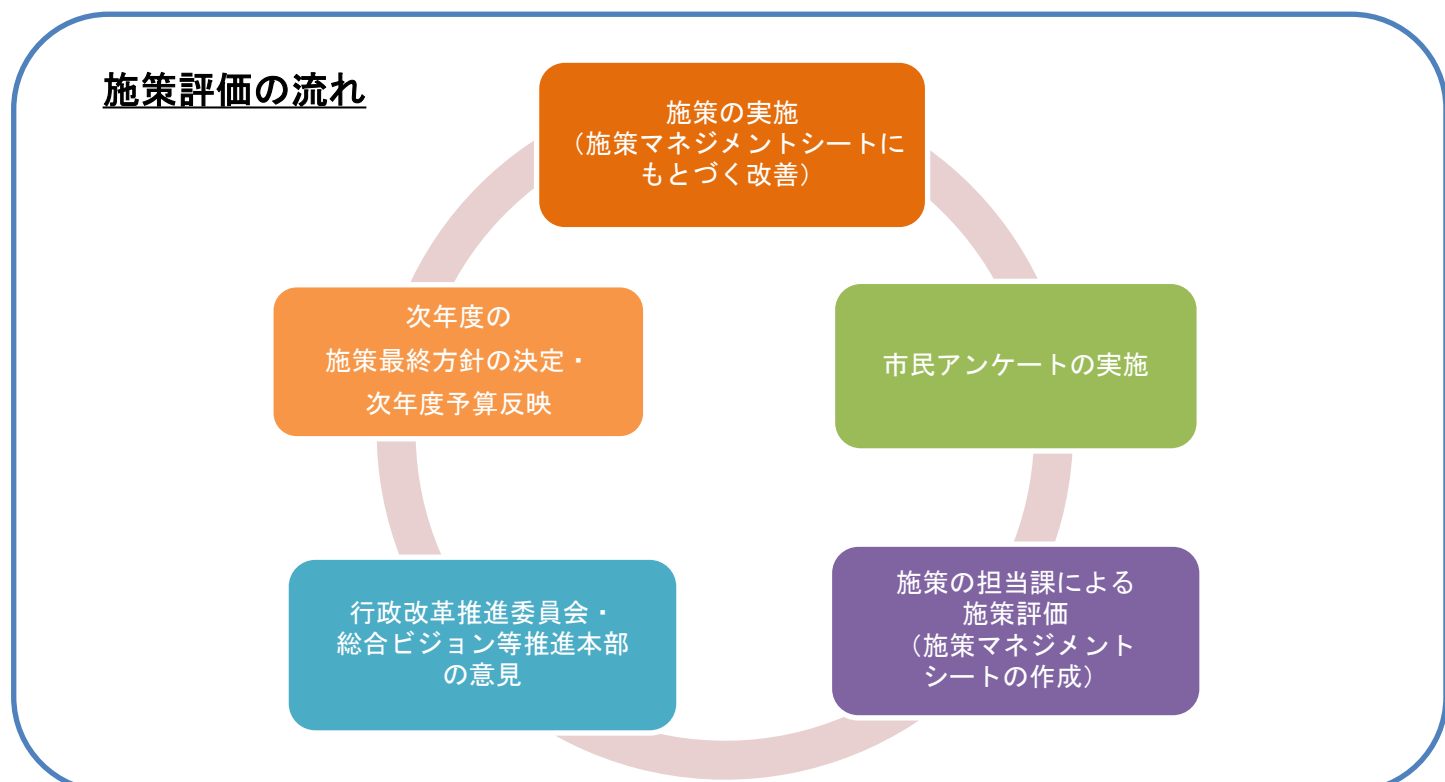 施策評価の流れ
施策の実施
（施策マネジメントシートに
もとづく改善）
市民アンケートの実施
施策の担当課による
施策評価
（施策マネジメント
シートの作成）
行政改革推進委員会・
総合ビジョン等推進本部
の意見
次年度の
施策最終方針の決定・
次年度予算反映